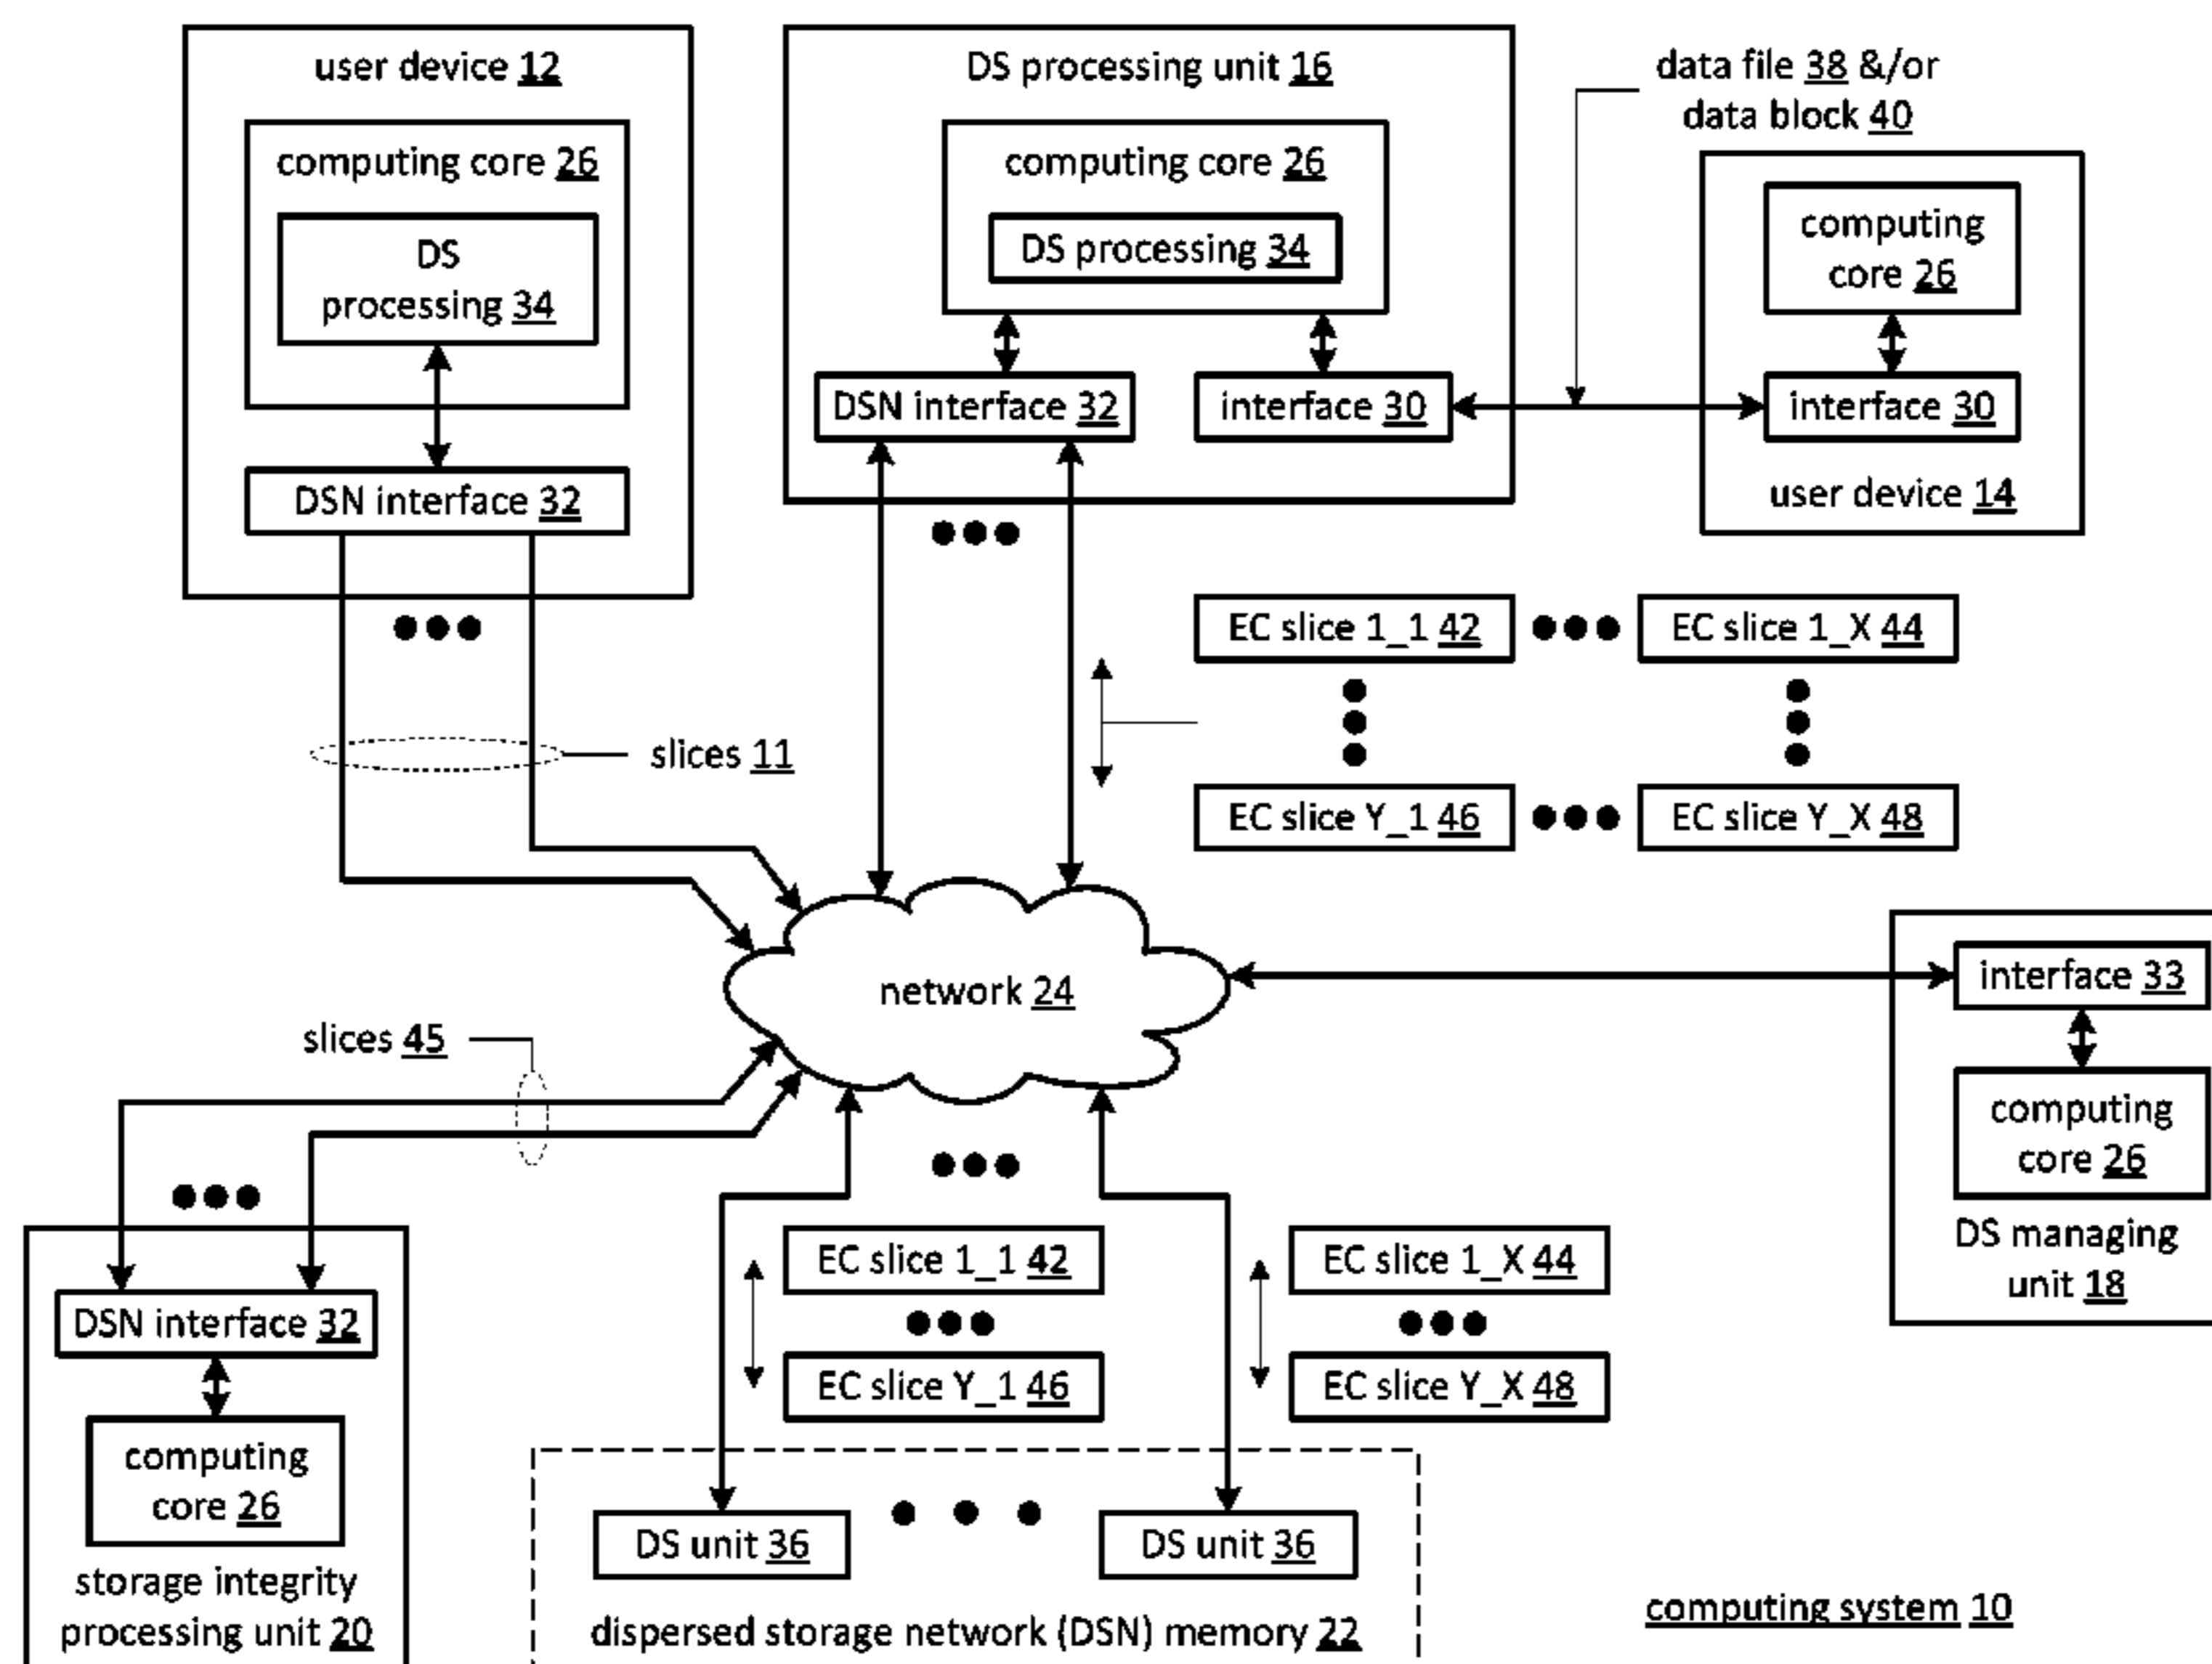 user device 12
computing core 26
DS
processing 34
DSN interface 32
DS processing unit 16
computing core 26
DS processing 34
DSN interface 32
interface 30
data file 38 &/or
data block 40
computing
core 26
interface 30
user device 14
EC slice 1_1 42
EC slice 1_X 44
EC slice Y_1 46
EC slice Y_X 48
slices 11
network 24
interface 33
computing
core 26
DS managing
unit 18
slices 45
DSN interface 32
computing
core 26
storage integrity
processing unit 20
EC slice 1_1 42
EC slice Y_1 46
EC slice 1_X 44
EC slice Y_X 48
DS unit 36
DS unit 36
dispersed storage network (DSN) memory 22
computing system 10